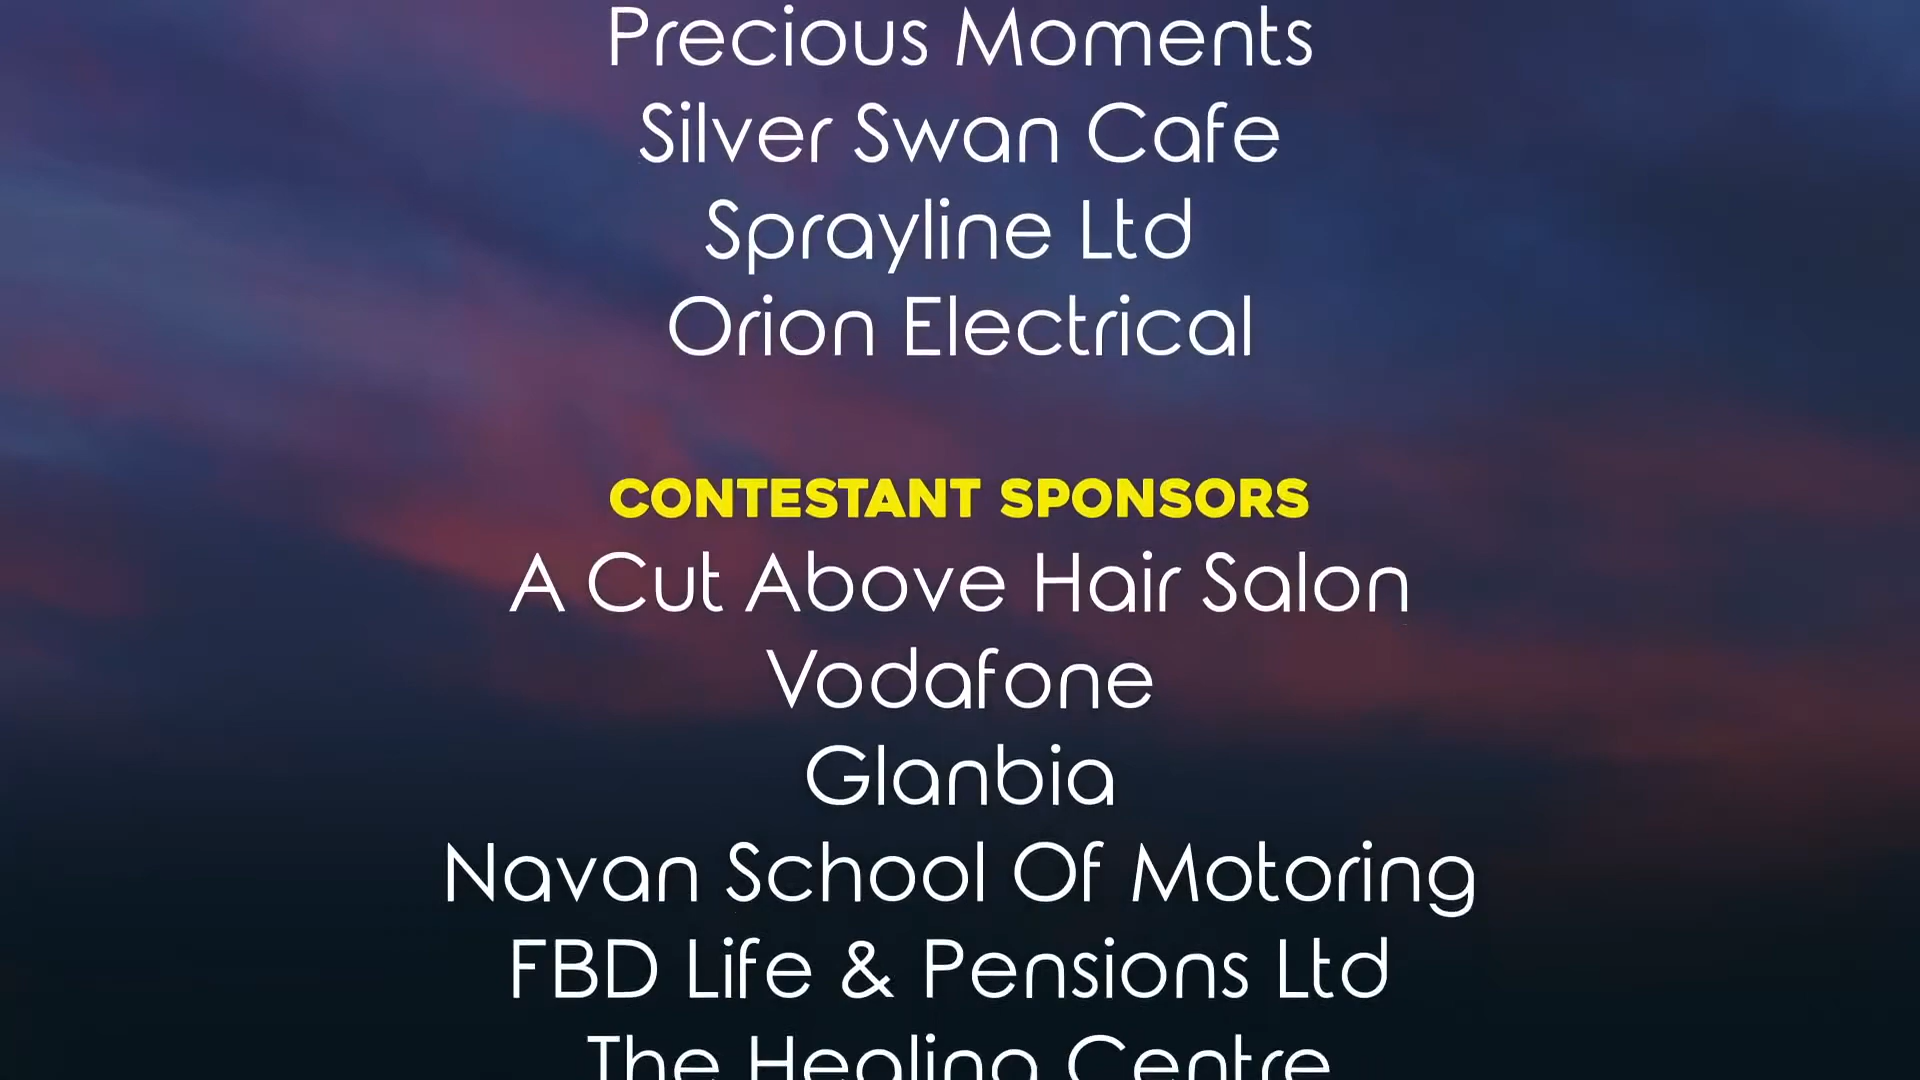 Precious Moments
Silver Swan Cafe
Sprayline Ltd
Orion Electrical
CONTESTANT SPONSORS
A Cut Above Hair Salon
Vodafone
Glanbia
Navan School Of Motoring
FBD Life & Pensions Ltd
The Healing Centre